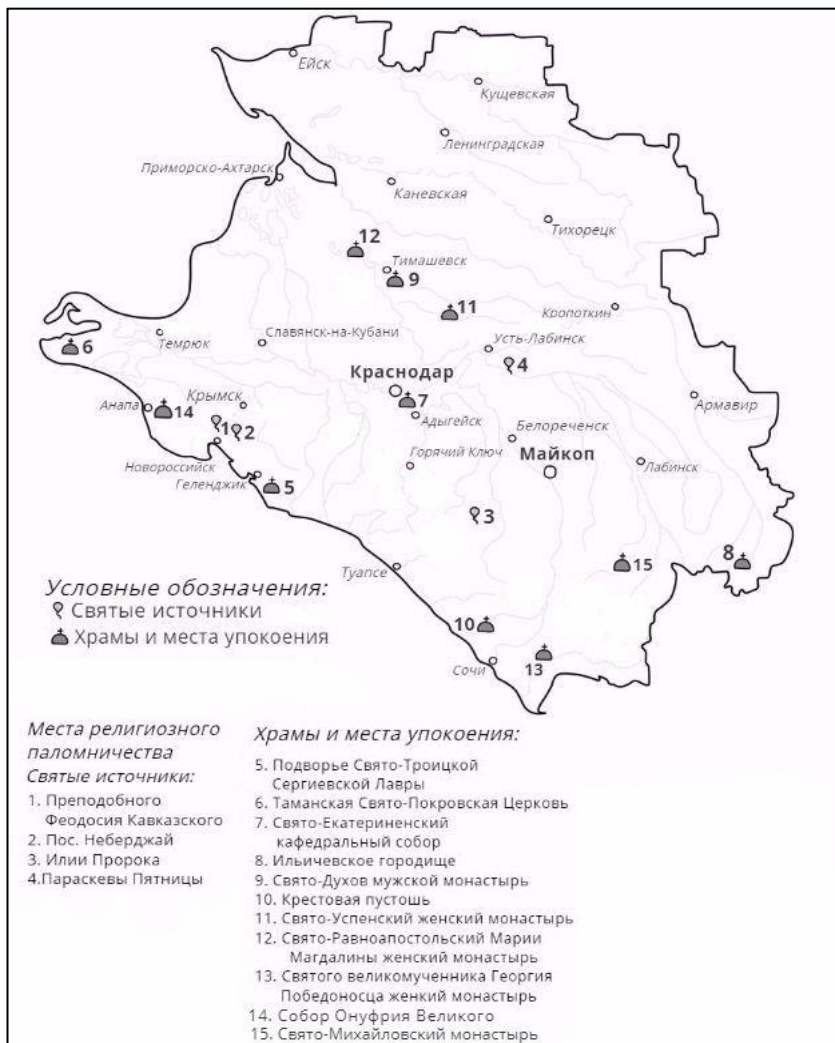 Ейск
Кущевская
Ленинградская
Приморско-Ахтарск
Каневская
Тихорецк
12
Тимашевск
9
11
Кропоткин
6
Темрюк
Славянск-на-Кубани
Усть-Лабинск
4
Краснодар
7
Анапа
14
Крымск
Адыгейск
Армавир
1
2
Белореченск
Новороссийск
Горячий Ключ
Майкоп
Лабинск
Геленджик
5
3
Туапсе
15
8
10
Сочи
13
Условные обозначения:
Святые источники
Храмы и места упокоения
Места религиозного
паломничества
Святые источники:
1. Преподобного
Феодосия Кавказского
2. Пос. Неберджай
3. Илии Пророка
4.Параскевы Пятницы
Храмы и места упокоения:
5. Подворье Свято-Троицкой
Сергиевской Лавры
6. Таманская Свято-Покровская Церковь
7. Свято-Екатериненский
кафедральный собор
8. Ильичевское городище
9. Свято-Духов мужской монастырь
10. Крестовая пустошь
11. Свято-Успенский женский монастырь
12. Свято-Равноапостольский Марии
Магдалины женский монастырь
13. Святого великомученника Георгия
Победоносца женкий монастырь
14. Собор Онуфрия Великого
15. Свято-Михайловский монастырь